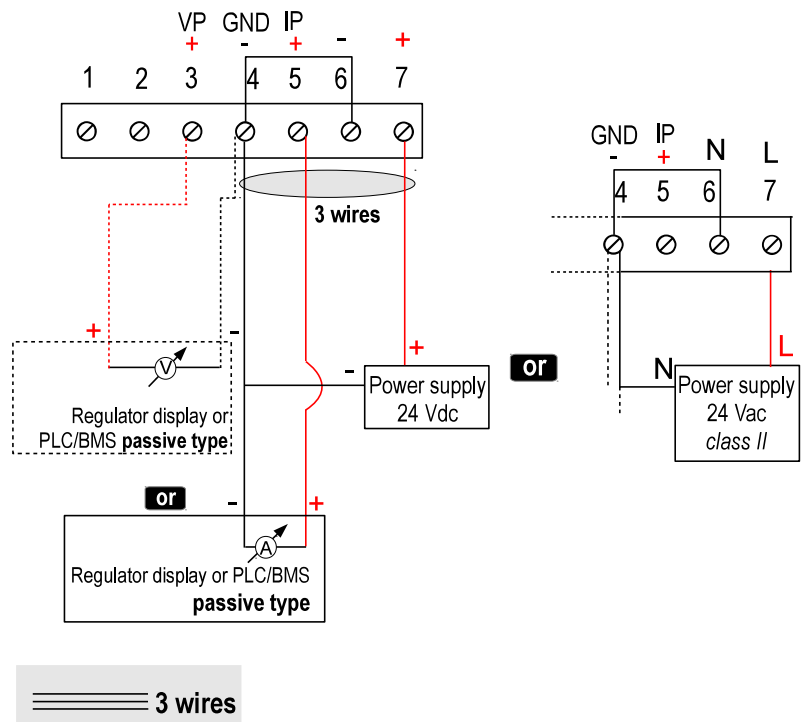 VP GND IP
+ - + - +
1 2 3 4 5 6 7
3 wires
+ -
V
Regulator display or
PLC/BMS passive type
- +
Power supply
24 Vdc
or
- +
A
Regulator display or PLC/BMS
passive type
3 wires
or
GND IP N L
- +
4 5 6 7
N L
Power supply
24 Vac
class II